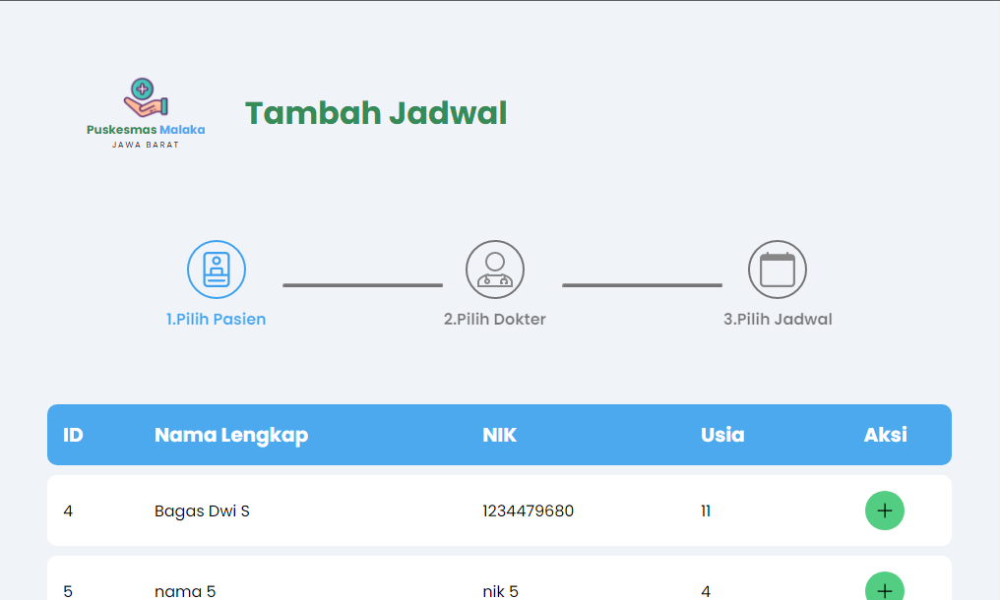 Puskesmas Malaka
JAWA BARAT
Tambah Jadwal
1.Pilih Pasien
2.Pilih Dokter
3.Pilih Jadwal
ID Nama Lengkap NIK Usia Aksi
4 Bagas Dwi S 1234479680 11 +
5 nama 5 nik 5 4 +